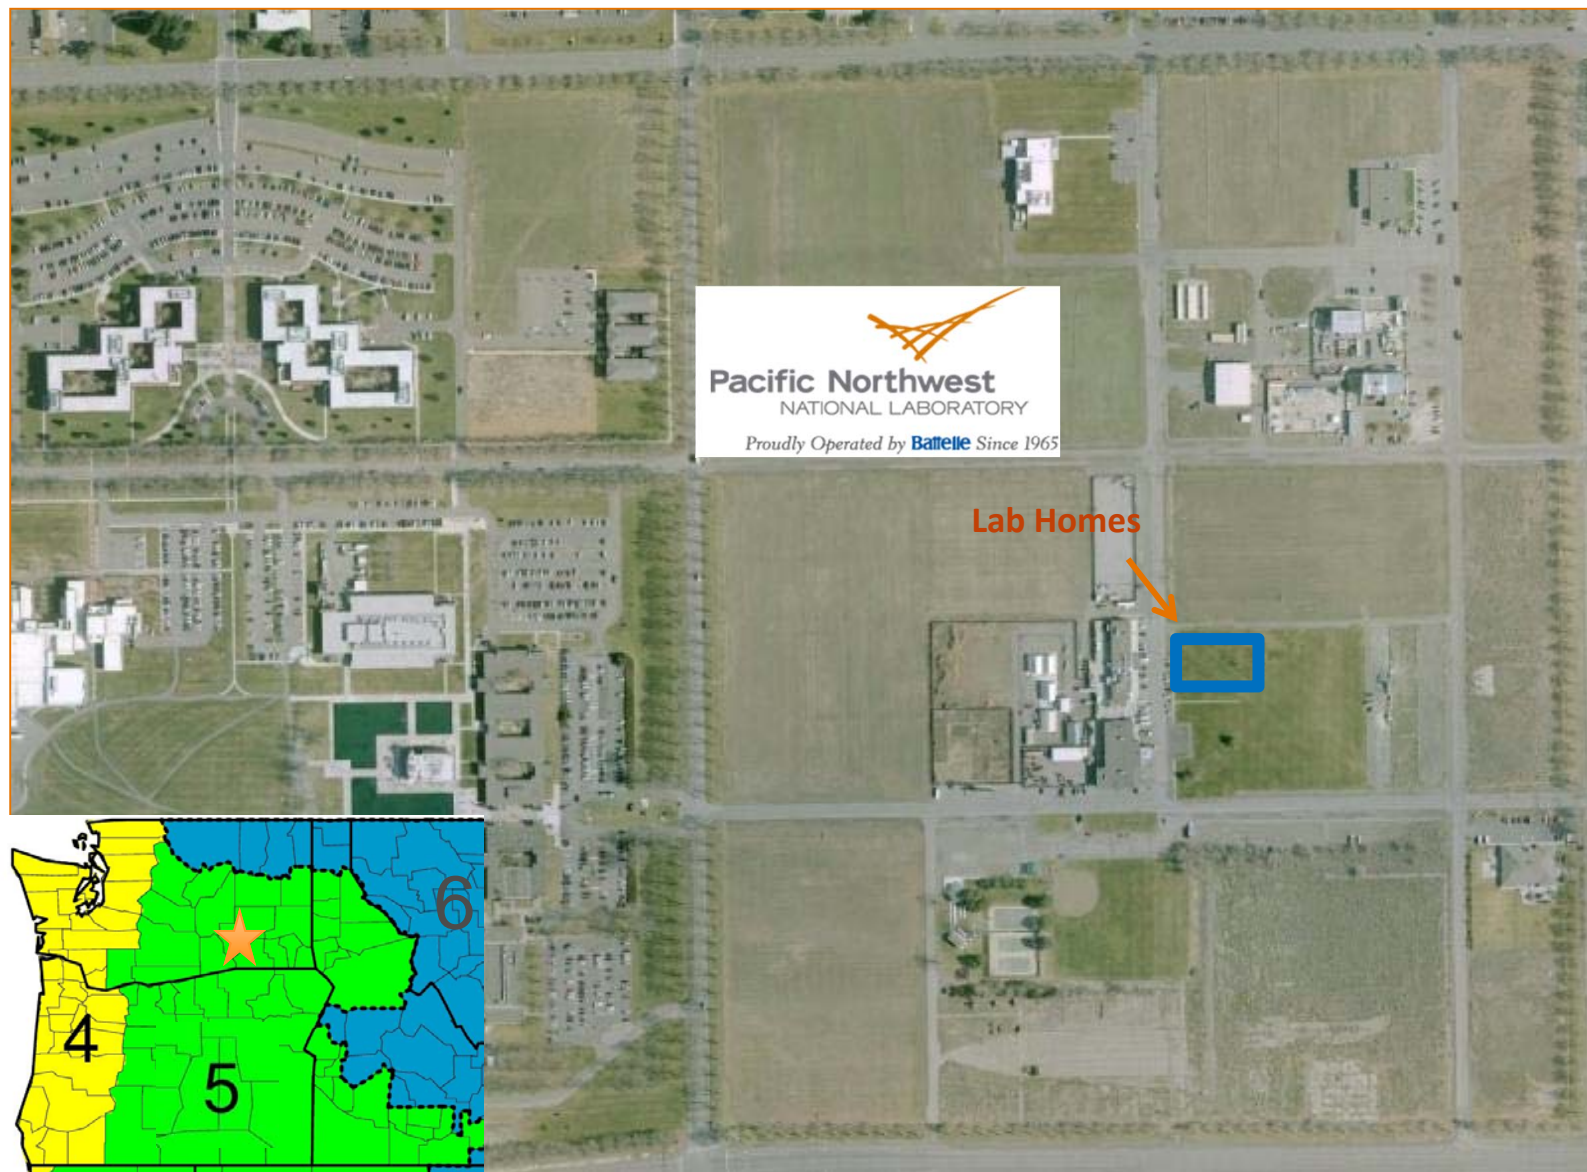 Pacific Northwest
NATIONAL LABORATORY
Proudly Operated by Battelle Since 1965
Lab Homes
6
4
5